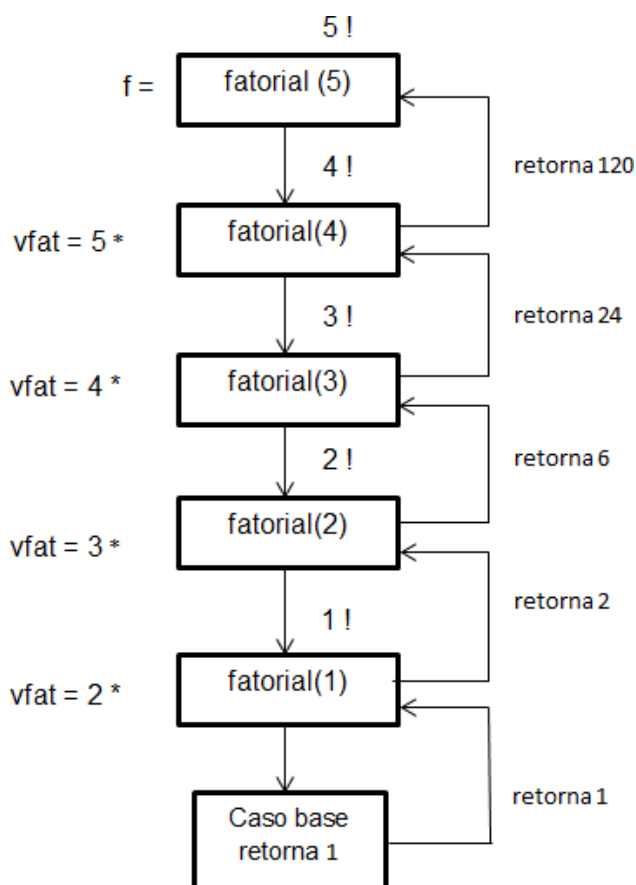 5 !
f =
fatorial (5)
4 !
retorna 120
vfat = 5 *
fatorial(4)
3 !
retorna 24
vfat = 4 *
fatorial(3)
2 !
retorna 6
vfat = 3 *
fatorial(2)
1 !
retorna 2
vfat = 2 *
fatorial(1)
retorna 1
Caso base
retorna 1